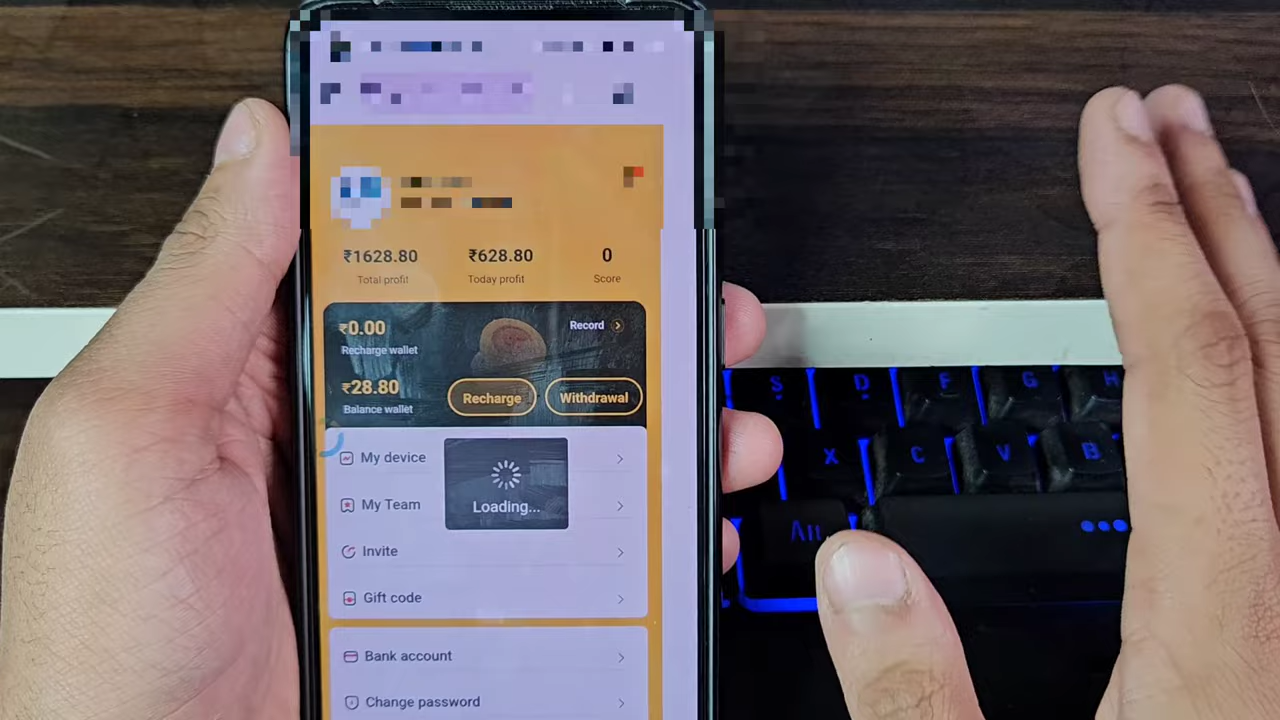 ₹1628.80 ₹628.80 0
Total profit Today profit Score
₹0.00 Record
Recharge wallet
₹28.80 Recharge Withdrawal
Balance wallet
My device
My Team
Loading...
Invite
Gift code
Bank account
Change password
S D F G H
X C V B
Alt